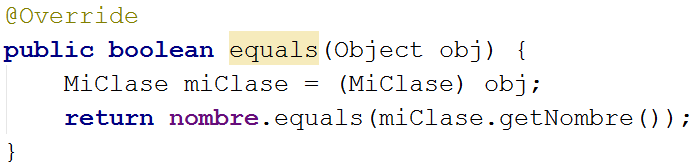 @Override
public boolean equals(Object obj) {
    MiClase miClase = (MiClase) obj;
    return nombre.equals(miClase.getNombre());
}